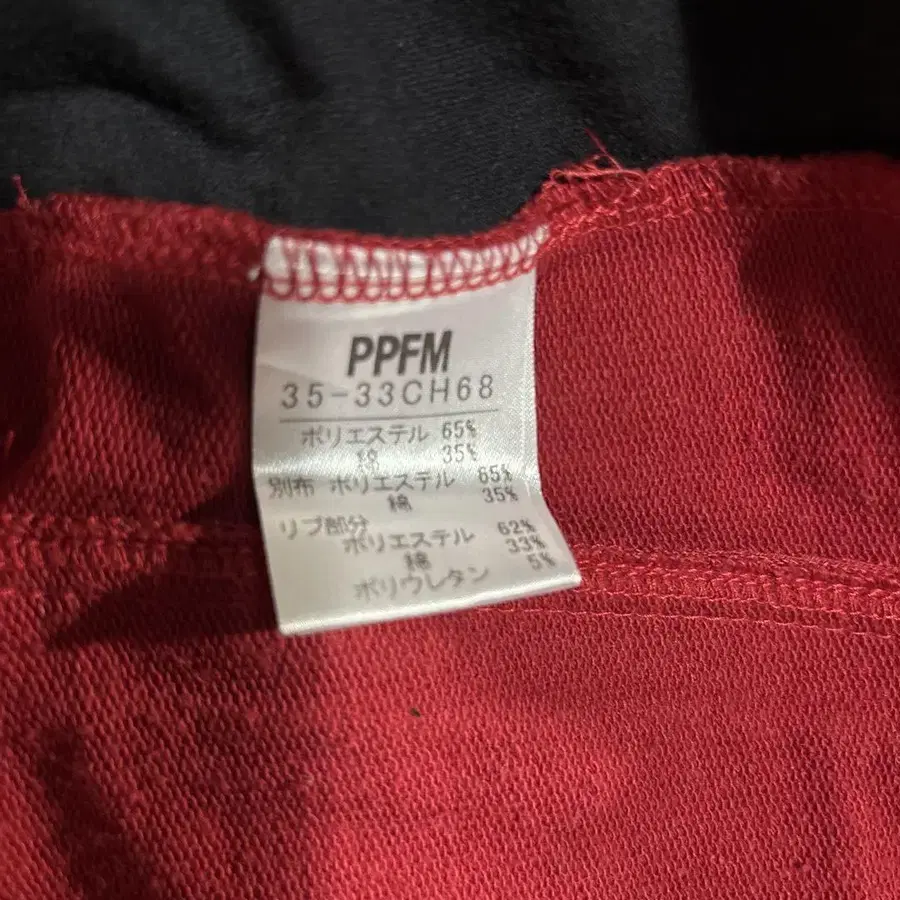 PPFM
35-33CH68
ポリエステル 65%
綿 35%
別布 ポリエステル 65%
綿 35%
リブ部分
ポリエステル 62%
綿 33%
ポリウレタン 5%